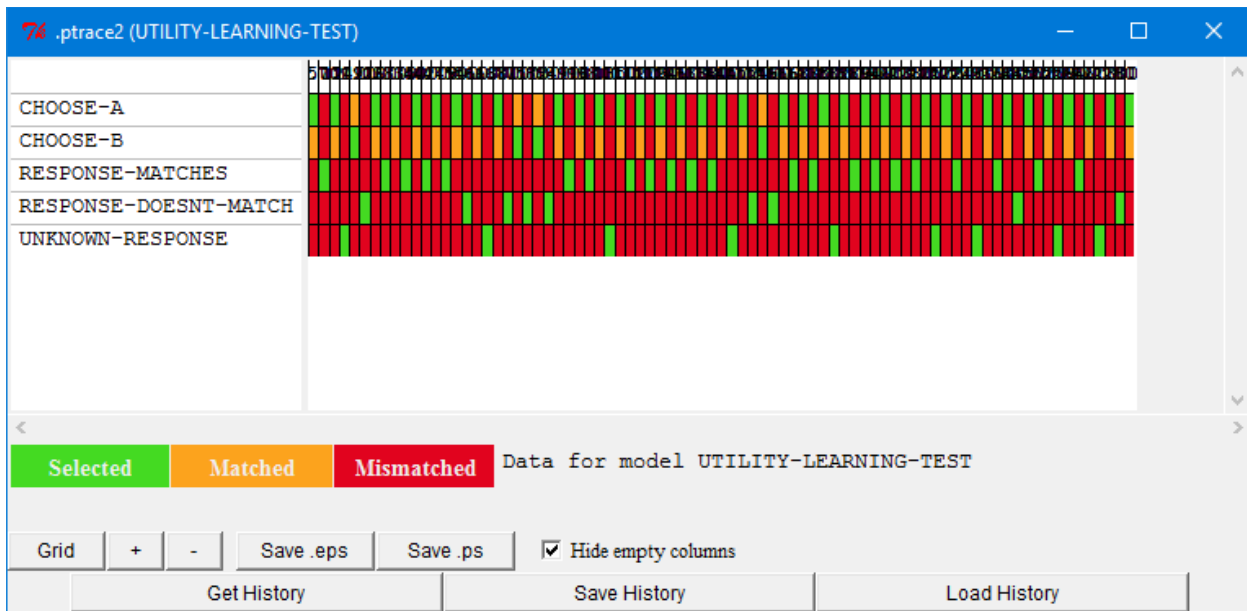 .ptrace2 (UTILITY-LEARNING-TEST)
CHOOSE-A
CHOOSE-B
RESPONSE-MATCHES
RESPONSE-DOESNT-MATCH
UNKNOWN-RESPONSE
Selected Matched Mismatched Data for model UTILITY-LEARNING-TEST
Grid + - Save .eps Save .ps Hide empty columns
Get History Save History Load History